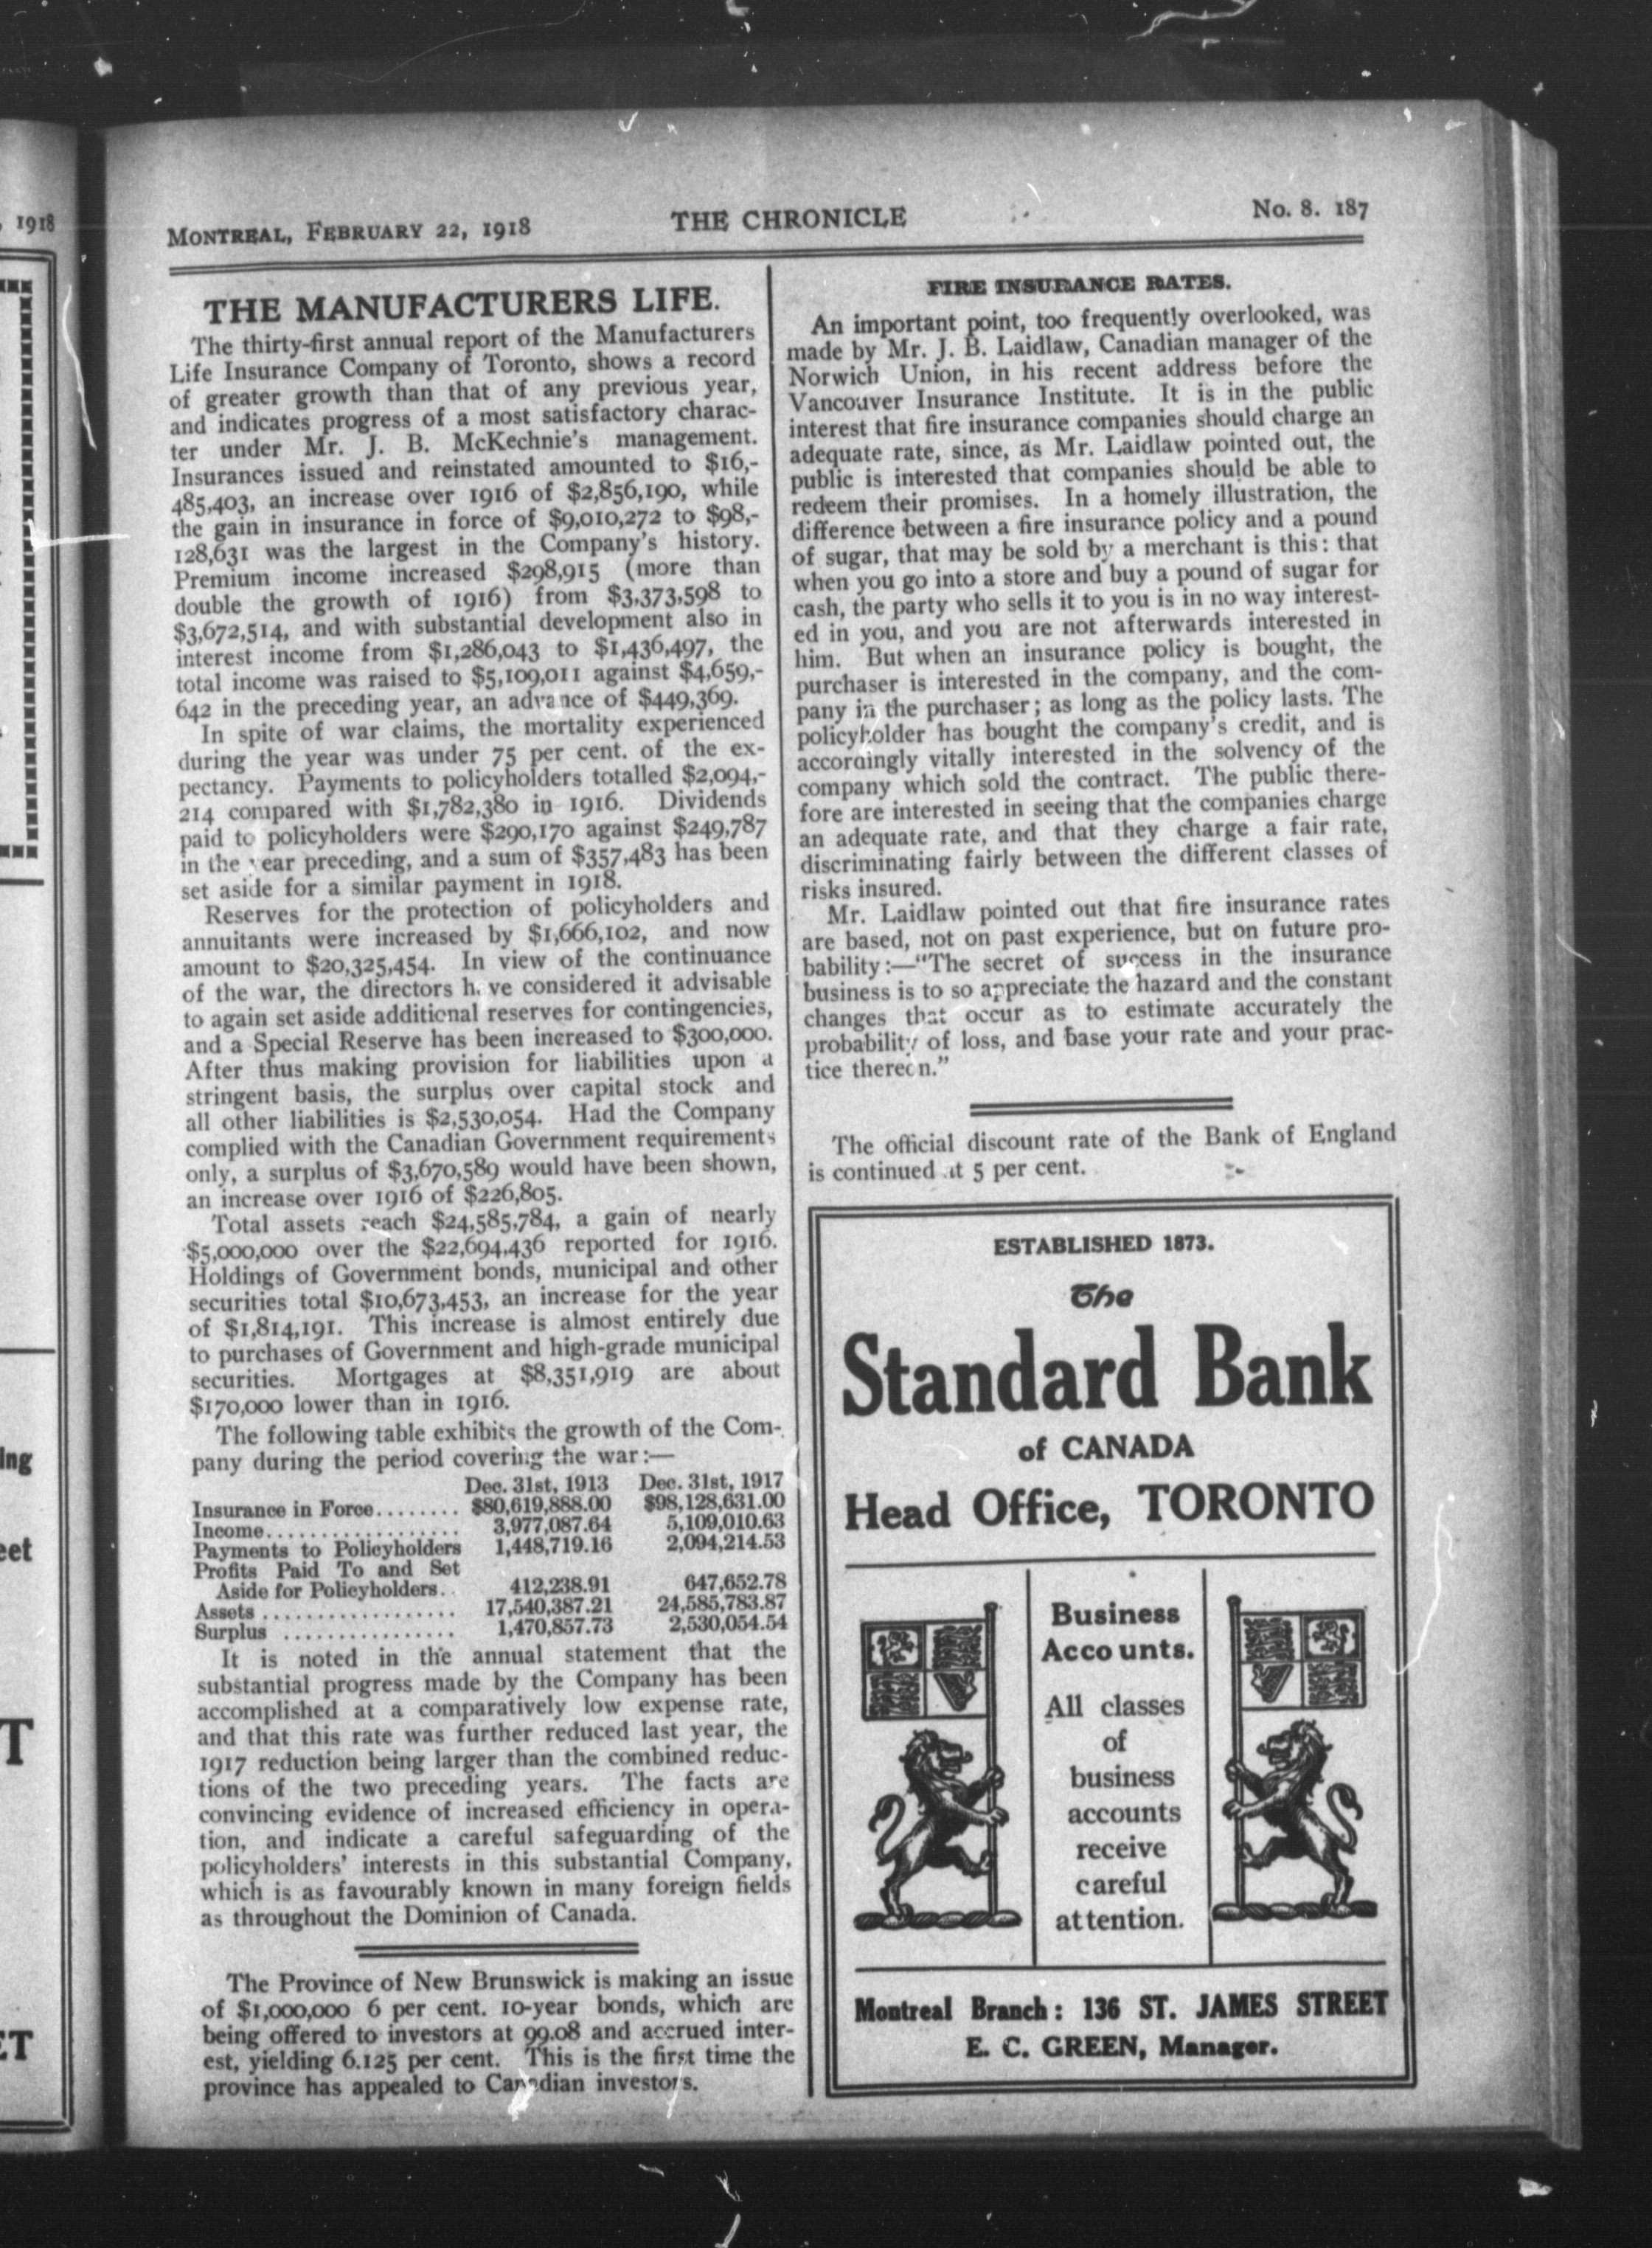 , 1918
MONTREAL, FEBRUARY 22, 1918
THE CHRONICLE
No. 8. 187
THE MANUFACTURERS LIFE.
The thirty-first annual report of the Manufacturers
Life Insurance Company of Toronto, shows a record
of greater growth than that of any previous year,
and indicates progress of a most satisfactory charac-
ter under Mr. J. B. McKechnie's management.
Insurances issued and reinstated amounted to $16,-
485,403, an increase over 1916 of $2,856,190, while
the gain in insurance in force of $9,010,272 to $98,-
128,631 was the largest in the Company's history.
Premium income increased $298,915 (more than
double the growth of 1916) from $3,373,598 to
$3,672,514, and with substantial development also in
interest income from $1,286,043 to $1,436,497, the
total income was raised to $5,109,011 against $4,659,-
642 in the preceding year, an advance of $449,369.
In spite of war claims, the mortality experienced
during the year was under 75 per cent. of the ex-
pectancy. Payments to policyholders totalled $2,094,-
214 compared with $1,782,380 in 1916. Dividends
paid to policyholders were $290,170 against $249,787
in the year preceding, and a sum of $357,483 has been
set aside for a similar payment in 1918.
Reserves for the protection of policyholders and
annuitants were increased by $1,666,102, and now
amount to $20,325,454. In view of the continuance
of the war, the directors have considered it advisable
to again set aside additional reserves for contingencies,
and a Special Reserve has been increased to $300,000.
After thus making provision for liabilities upon a
stringent basis, the surplus over capital stock and
all other liabilities is $2,530,054. Had the Company
complied with the Canadian Government requirements
only, a surplus of $3,670,589 would have been shown,
an increase over 1916 of $226,805.
Total assets reach $24,585,784, a gain of nearly
$5,000,000 over the $22,694,436 reported for 1916.
Holdings of Government bonds, municipal and other
securities total $10,673,453, an increase for the year
of $1,814,191. This increase is almost entirely due
to purchases of Government and high-grade municipal
securities. Mortgages at $8,351,919 are about
$170,000 lower than in 1916.
The following table exhibits the growth of the Com-
pany during the period covering the war:—
Dec. 31st, 1913 Dec. 31st, 1917
Insurance in Force........ $80,619,888.00 $98,128,631.00
Income.................. 3,977,087.64 5,109,010.63
Payments to Policyholders 1,448,719.16 2,094,214.53
Profits Paid To and Set
Aside for Policyholders.. 412,238.91 647,652.78
Assets .................. 17,540,387.21 24,585,783.87
Surplus ................ 1,470,857.73 2,530,054.54
It is noted in the annual statement that the
substantial progress made by the Company has been
accomplished at a comparatively low expense rate,
and that this rate was further reduced last year, the
1917 reduction being larger than the combined reduc-
tions of the two preceding years. The facts are
convincing evidence of increased efficiency in opera-
tion, and indicate a careful safeguarding of the
policyholders' interests in this substantial Company,
which is as favourably known in many foreign fields
as throughout the Dominion of Canada.
The Province of New Brunswick is making an issue
of $1,000,000 6 per cent. 10-year bonds, which are
being offered to investors at 99.08 and accrued inter-
est, yielding 6.125 per cent. This is the first time the
province has appealed to Canadian investors.
FIRE INSURANCE RATES.
An important point, too frequently overlooked, was
made by Mr. J. B. Laidlaw, Canadian manager of the
Norwich Union, in his recent address before the
Vancouver Insurance Institute. It is in the public
interest that fire insurance companies should charge an
adequate rate, since, as Mr. Laidlaw pointed out, the
public is interested that companies should be able to
redeem their promises. In a homely illustration, the
difference between a fire insurance policy and a pound
of sugar, that may be sold by a merchant is this: that
when you go into a store and buy a pound of sugar for
cash, the party who sells it to you is in no way interest-
ed in you, and you are not afterwards interested in
him. But when an insurance policy is bought, the
purchaser is interested in the company, and the com-
pany in the purchaser; as long as the policy lasts. The
policyholder has bought the company's credit, and is
accordingly vitally interested in the solvency of the
company which sold the contract. The public there-
fore are interested in seeing that the companies charge
an adequate rate, and that they charge a fair rate,
discriminating fairly between the different classes of
risks insured.
Mr. Laidlaw pointed out that fire insurance rates
are based, not on past experience, but on future pro-
bability:—"The secret of success in the insurance
business is to so appreciate the hazard and the constant
changes that occur as to estimate accurately the
probability of loss, and base your rate and your prac-
tice thereon."
The official discount rate of the Bank of England
is continued at 5 per cent.
ESTABLISHED 1873.
The
Standard Bank
of CANADA
Head Office, TORONTO
Business
Accounts.
All classes
of
business
accounts
receive
careful
attention.
Montreal Branch: 136 ST. JAMES STREET
E. C. GREEN, Manager.